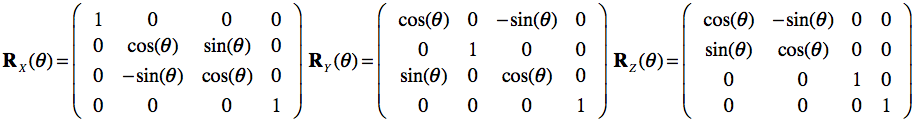 R_X(θ) = ( 1 0 0 0 ; 0 cos(θ) sin(θ) 0 ; 0 −sin(θ) cos(θ) 0 ; 0 0 0 1 ) R_Y(θ) = ( cos(θ) 0 −sin(θ) 0 ; 0 1 0 0 ; sin(θ) 0 cos(θ) 0 ; 0 0 0 1 ) R_Z(θ) = ( cos(θ) −sin(θ) 0 0 ; sin(θ) cos(θ) 0 0 ; 0 0 1 0 ; 0 0 0 1 )